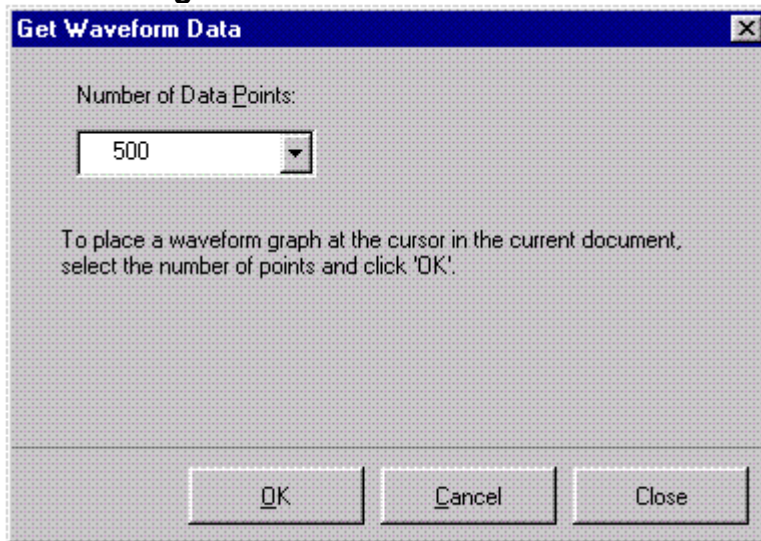 Get Waveform Data
Number of Data Points:
500
To place a waveform graph at the cursor in the current document,
select the number of points and click 'OK'.
OK
Cancel
Close